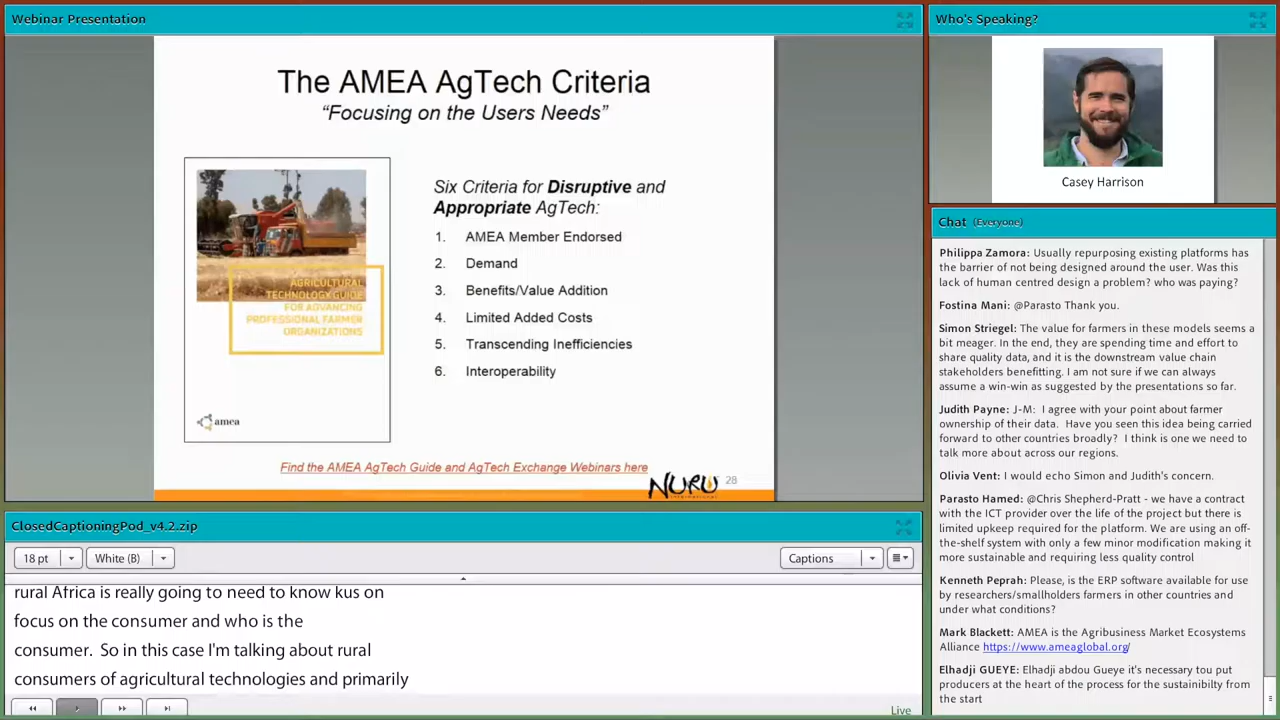 Webinar Presentation
The AMEA AgTech Criteria
“Focusing on the Users Needs”
AGRICULTURAL
TECHNOLOGY GUIDE
FOR ADVANCING
PROFESSIONAL FARMER
ORGANIZATIONS
amea
Six Criteria for Disruptive and
Appropriate AgTech:
1. AMEA Member Endorsed
2. Demand
3. Benefits/Value Addition
4. Limited Added Costs
5. Transcending Inefficiencies
6. Interoperability
Find the AMEA AgTech Guide and AgTech Exchange Webinars here
NURU
INTERNATIONAL
28
ClosedCaptioningPod_v4.2.zip
18 pt
White (B)
Captions
rural Africa is really going to need to know kus on
focus on the consumer and who is the
consumer. So in this case I'm talking about rural
consumers of agricultural technologies and primarily
Live
Who's Speaking?
Casey Harrison
Chat (Everyone)
Philippa Zamora: Usually repurposing existing platforms has
the barrier of not being designed around the user. Was this
lack of human centred design a problem? who was paying?
Fostina Mani: @Parasto Thank you.
Simon Striegel: The value for farmers in these models seems a
bit meager. In the end, they are spending time and effort to
share quality data, and it is the downstream value chain
stakeholders benefitting. I am not sure if we can always
assume a win-win as suggested by the presentations so far.
Judith Payne: J-M: I agree with your point about farmer
ownership of their data. Have you seen this idea being carried
forward to other countries broadly? I think is one we need to
talk more about across our regions.
Olivia Vent: I would echo Simon and Judith's concern.
Parasto Hamed: @Chris Shepherd-Pratt - we have a contract
with the ICT provider over the life of the project but there is
limited upkeep required for the platform. We are using an off-
the-shelf system with only a few minor modification making it
more sustainable and requiring less quality control
Kenneth Peprah: Please, is the ERP software available for use
by researchers/smallholders farmers in other countries and
under what conditions?
Mark Blackett: AMEA is the Agribusiness Market Ecosystems
Alliance https://www.ameaglobal.org/
Elhadji GUEYE: Elhadji abdou Gueye it's necessary tou put
producers at the heart of the process for the sustainibilty from
the start